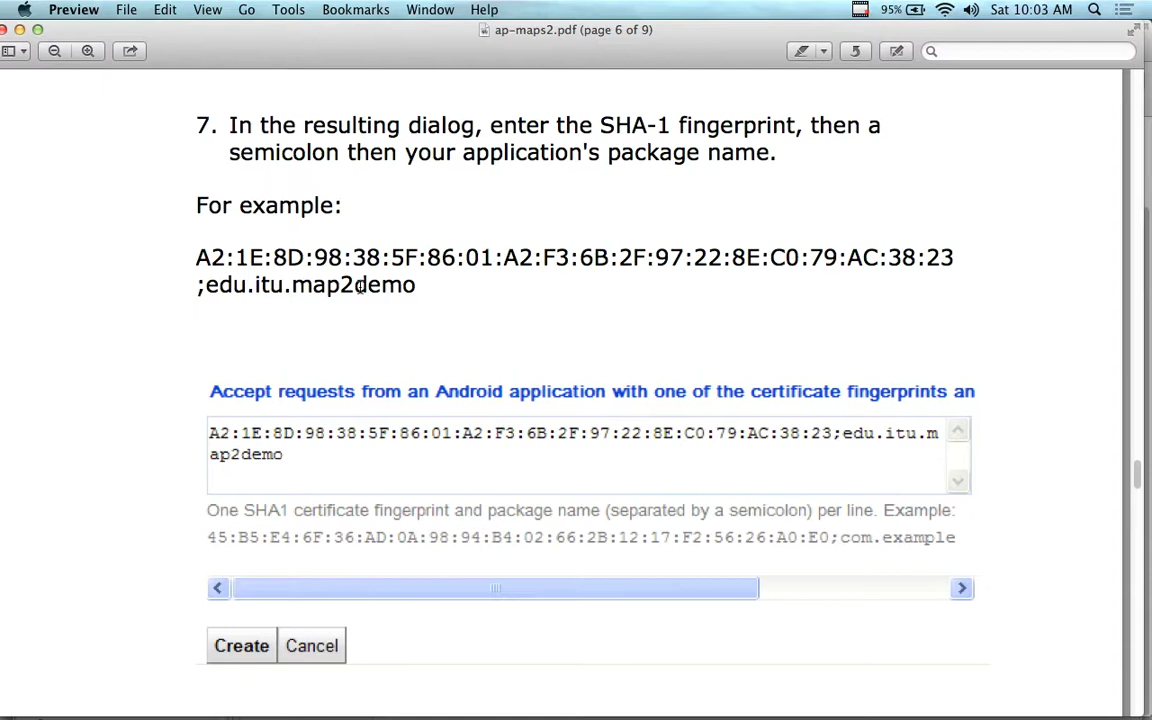 Preview File Edit View Go Tools Bookmarks Window Help 95% Sat 10:03 AM
ap-maps2.pdf (page 6 of 9)
7. In the resulting dialog, enter the SHA-1 fingerprint, then a
semicolon then your application's package name.
For example:
A2:1E:8D:98:38:5F:86:01:A2:F3:6B:2F:97:22:8E:C0:79:AC:38:23
;edu.itu.map2demo
Accept requests from an Android application with one of the certificate fingerprints an
A2:1E:8D:98:38:5F:86:01:A2:F3:6B:2F:97:22:8E:C0:79:AC:38:23;edu.itu.m
ap2demo
One SHA1 certificate fingerprint and package name (separated by a semicolon) per line. Example:
45:B5:E4:6F:36:AD:0A:98:94:B4:02:66:2B:12:17:F2:56:26:A0:E0;com.example
Create Cancel